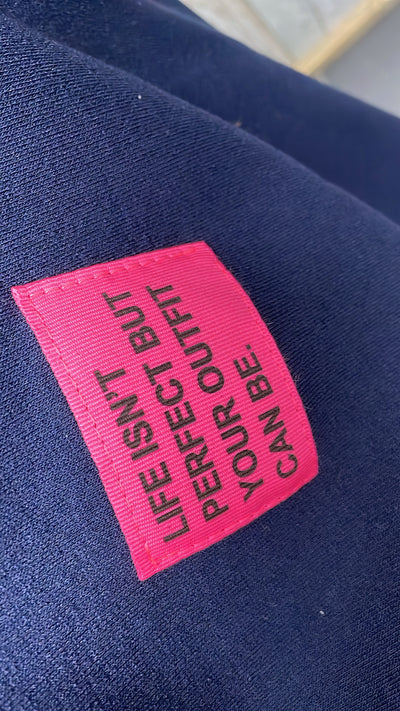 LIFE ISN'T
PERFECT BUT
YOUR OUTFIT
CAN BE.